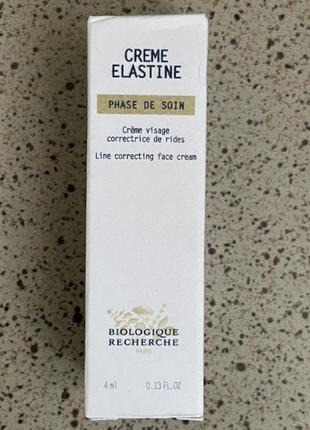 CREME
ELASTINE
PHASE DE SOIN
Crème visage
correctrice de rides
Line correcting face cream
BIOLOGIQUE
RECHERCHE
PARIS
4 ml 0.13 FL.OZ